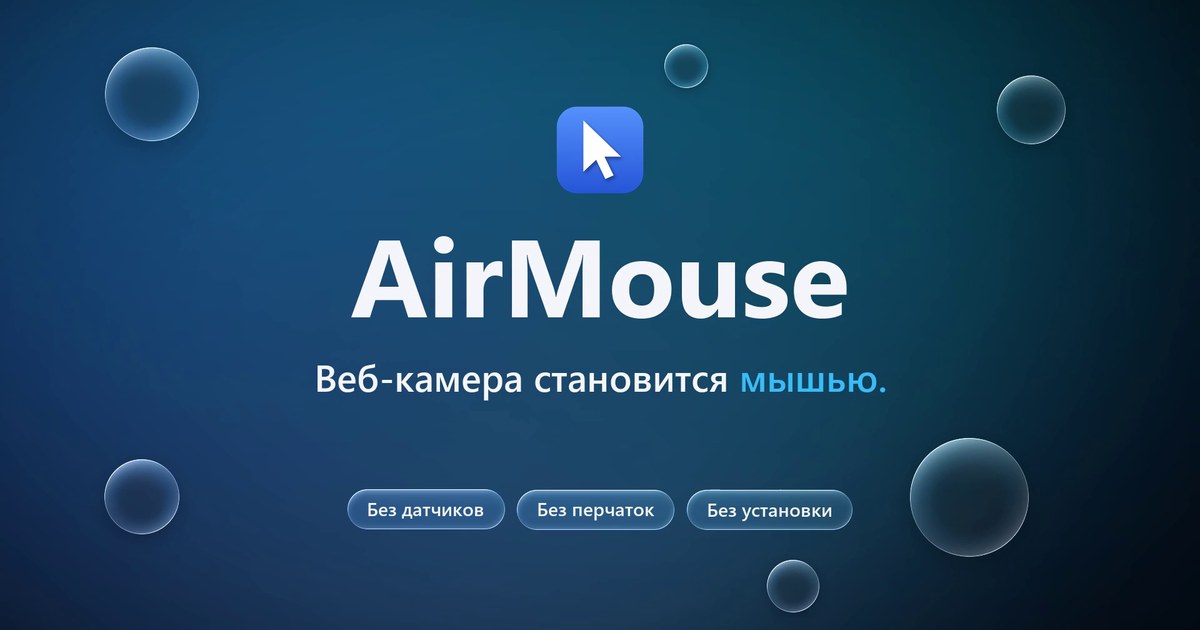 AirMouse
Веб-камера становится мышью.
Без датчиков
Без перчаток
Без установки